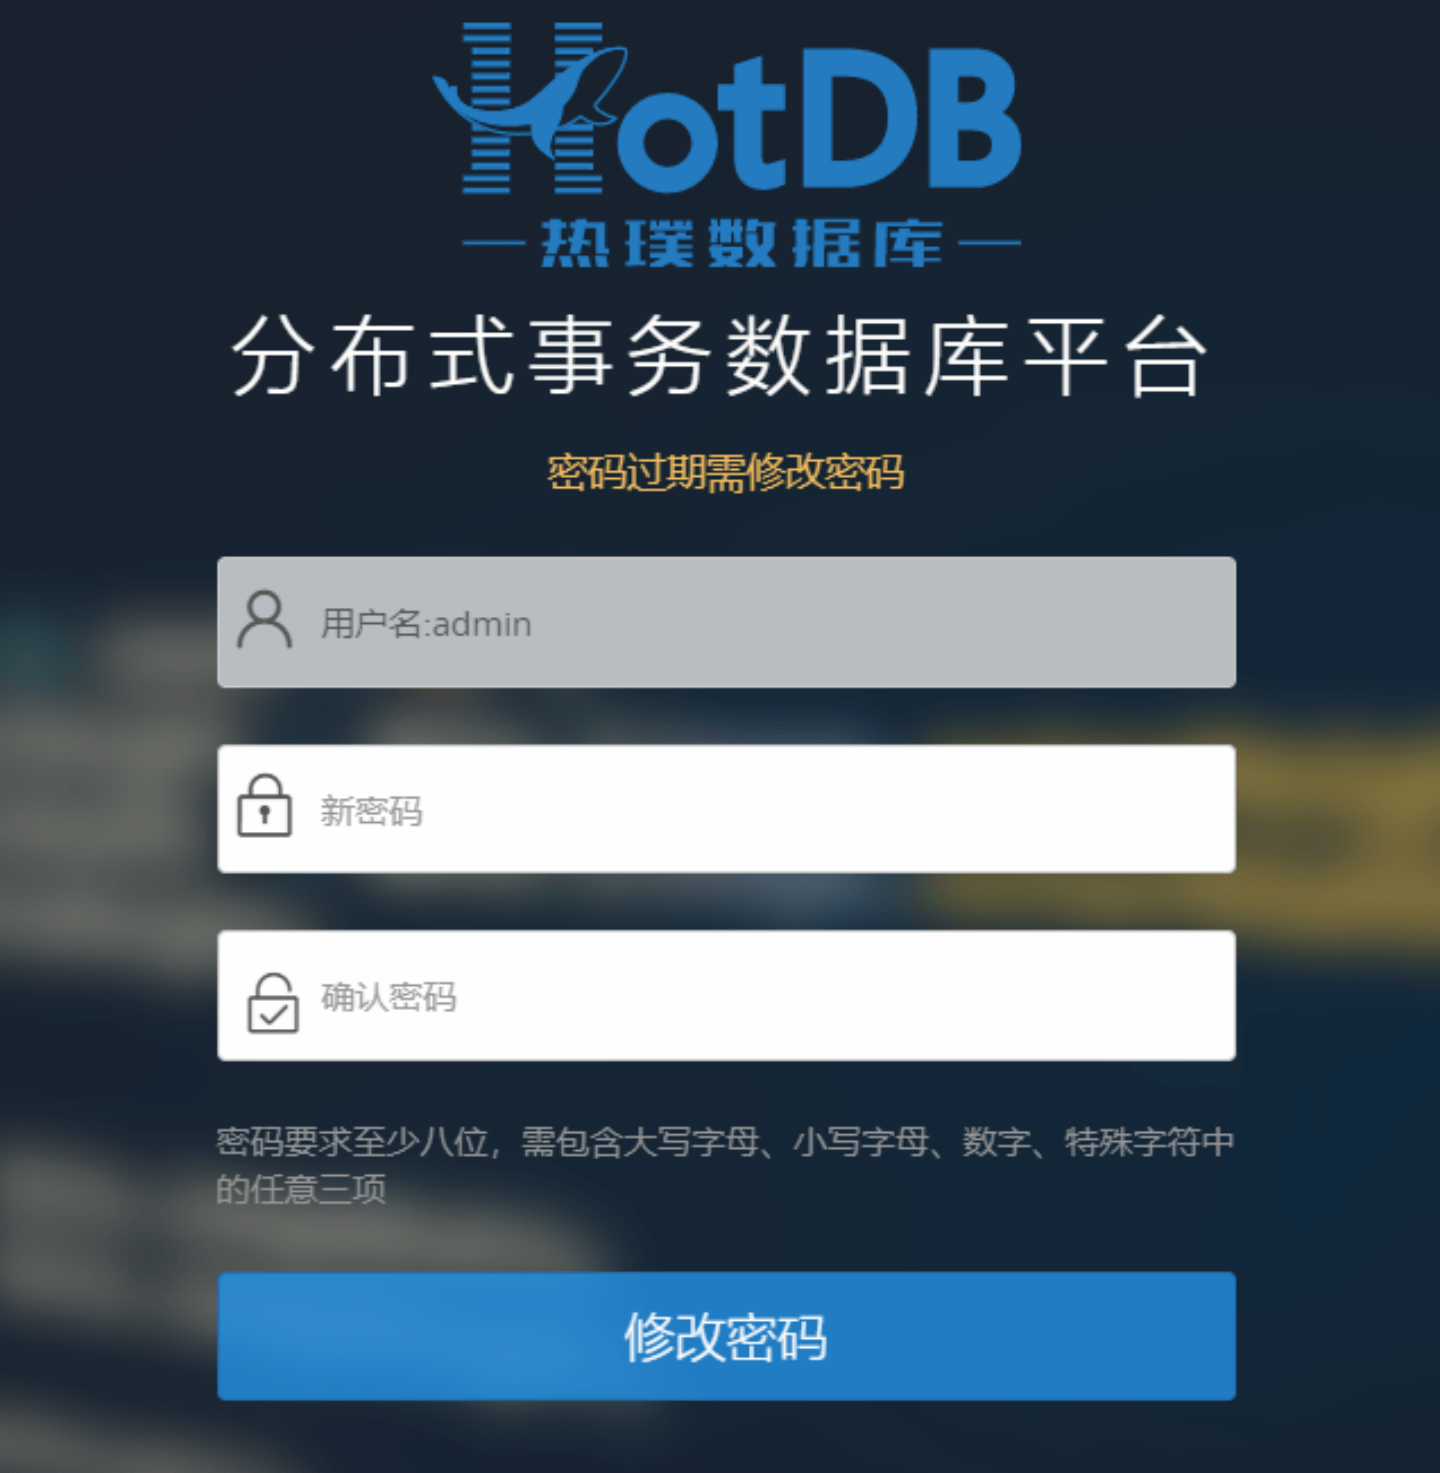 HotDB
热璞数据库
分布式事务数据库平台
密码过期需修改密码
用户名:admin
新密码
确认密码
密码要求至少八位，需包含大写字母、小写字母、数字、特殊字符中
的任意三项
修改密码